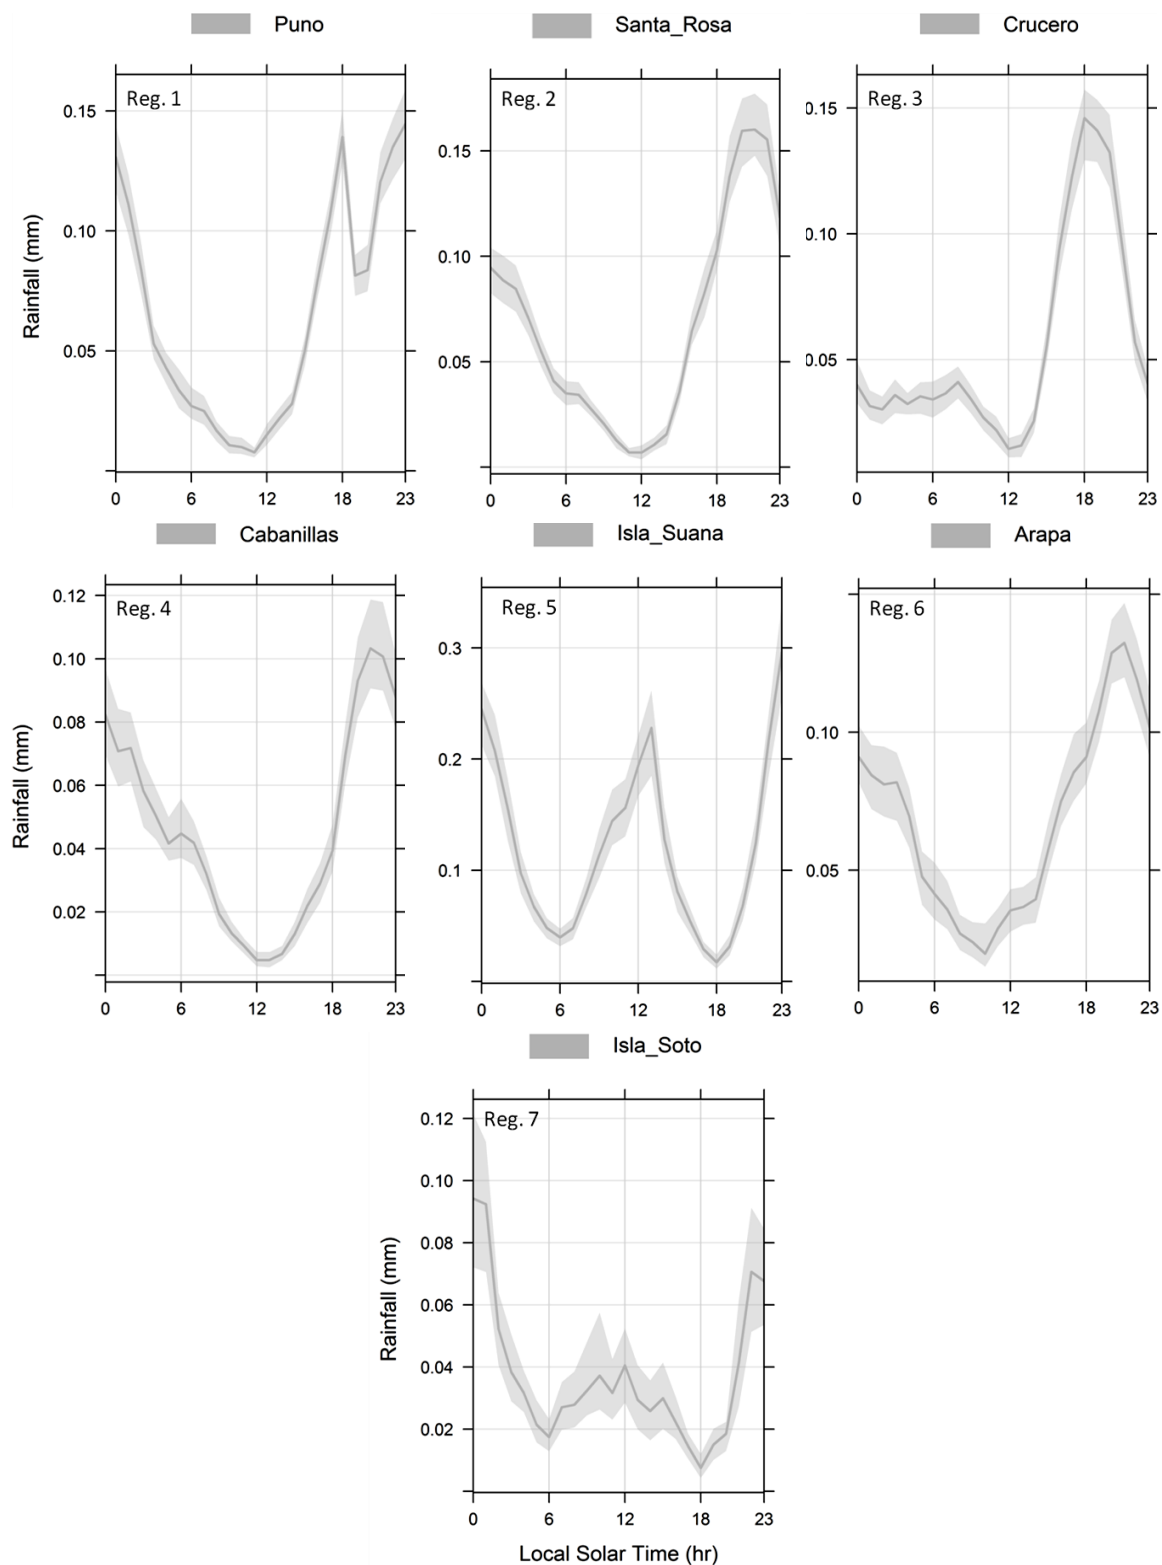 Puno
Santa_Rosa
Crucero
Reg. 1
Reg. 2
Reg. 3
Rainfall (mm)
0.15
0.10
0.05
0.15
0.10
0.05
0.15
0.10
0.05
0 6 12 18 23
0 6 12 18 23
0 6 12 18 23
Cabanillas
Isla_Suana
Arapa
Reg. 4
Reg. 5
Reg. 6
Rainfall (mm)
0.12
0.10
0.08
0.06
0.04
0.02
0.3
0.2
0.1
0.10
0.05
0 6 12 18 23
0 6 12 18 23
0 6 12 18 23
Isla_Soto
Reg. 7
Rainfall (mm)
0.12
0.10
0.08
0.06
0.04
0.02
0 6 12 18 23
Local Solar Time (hr)